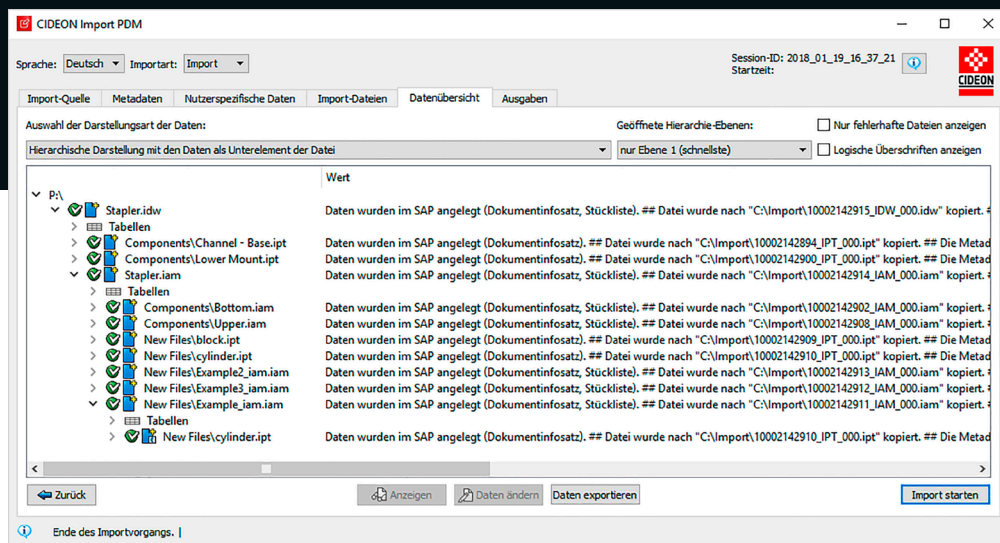 CIDEON Import PDM
Sprache: Deutsch Importart: Import
Session-ID: 2018_01_19_16_37_21
Startzeit:
CIDEON
Import-Quelle Metadaten Nutzerspezifische Daten Import-Dateien Datenübersicht Ausgaben
Auswahl der Darstellungsart der Daten: Geöffnete Hierarchie-Ebenen: Nur fehlerhafte Dateien anzeigen
Hierarchische Darstellung mit den Daten als Unterelement der Datei nur Ebene 1 (schnellste) Logische Überschriften anzeigen
Wert
P:\
Stapler.idw Daten wurden im SAP angelegt (Dokumentinfosatz, Stückliste). ## Datei wurde nach "C:\Import\10002142915_IDW_000.idw" kopiert. #
Tabellen
Components\Channel - Base.ipt Daten wurden im SAP angelegt (Dokumentinfosatz). ## Datei wurde nach "C:\Import\10002142894_IPT_000.ipt" kopiert. ## Die Metad
Components\Lower Mount.ipt Daten wurden im SAP angelegt (Dokumentinfosatz). ## Datei wurde nach "C:\Import\10002142900_IPT_000.ipt" kopiert. ## Die Metad
Stapler.iam Daten wurden im SAP angelegt (Dokumentinfosatz, Stückliste). ## Datei wurde nach "C:\Import\10002142914_IAM_000.iam" kopiert. #
Tabellen
Components\Bottom.iam Daten wurden im SAP angelegt (Dokumentinfosatz, Stückliste). ## Datei wurde nach "C:\Import\10002142902_IAM_000.iam" kopiert. #
Components\Upper.iam Daten wurden im SAP angelegt (Dokumentinfosatz, Stückliste). ## Datei wurde nach "C:\Import\10002142908_IAM_000.iam" kopiert. #
New Files\block.ipt Daten wurden im SAP angelegt (Dokumentinfosatz). ## Datei wurde nach "C:\Import\10002142909_IPT_000.ipt" kopiert. ## Die Metad
New Files\cylinder.ipt Daten wurden im SAP angelegt (Dokumentinfosatz). ## Datei wurde nach "C:\Import\10002142910_IPT_000.ipt" kopiert. ## Die Metad
New Files\Example2_iam.iam Daten wurden im SAP angelegt (Dokumentinfosatz, Stückliste). ## Datei wurde nach "C:\Import\10002142913_IAM_000.iam" kopiert. #
New Files\Example3_iam.iam Daten wurden im SAP angelegt (Dokumentinfosatz, Stückliste). ## Datei wurde nach "C:\Import\10002142912_IAM_000.iam" kopiert. #
New Files\Example_iam.iam Daten wurden im SAP angelegt (Dokumentinfosatz, Stückliste). ## Datei wurde nach "C:\Import\10002142911_IAM_000.iam" kopiert. #
Tabellen
New Files\cylinder.ipt Daten wurden im SAP angelegt (Dokumentinfosatz). ## Datei wurde nach "C:\Import\10002142910_IPT_000.ipt" kopiert. ## Die Metad
Zurück Anzeigen Daten ändern Daten exportieren Import starten
Ende des Importvorgangs. |